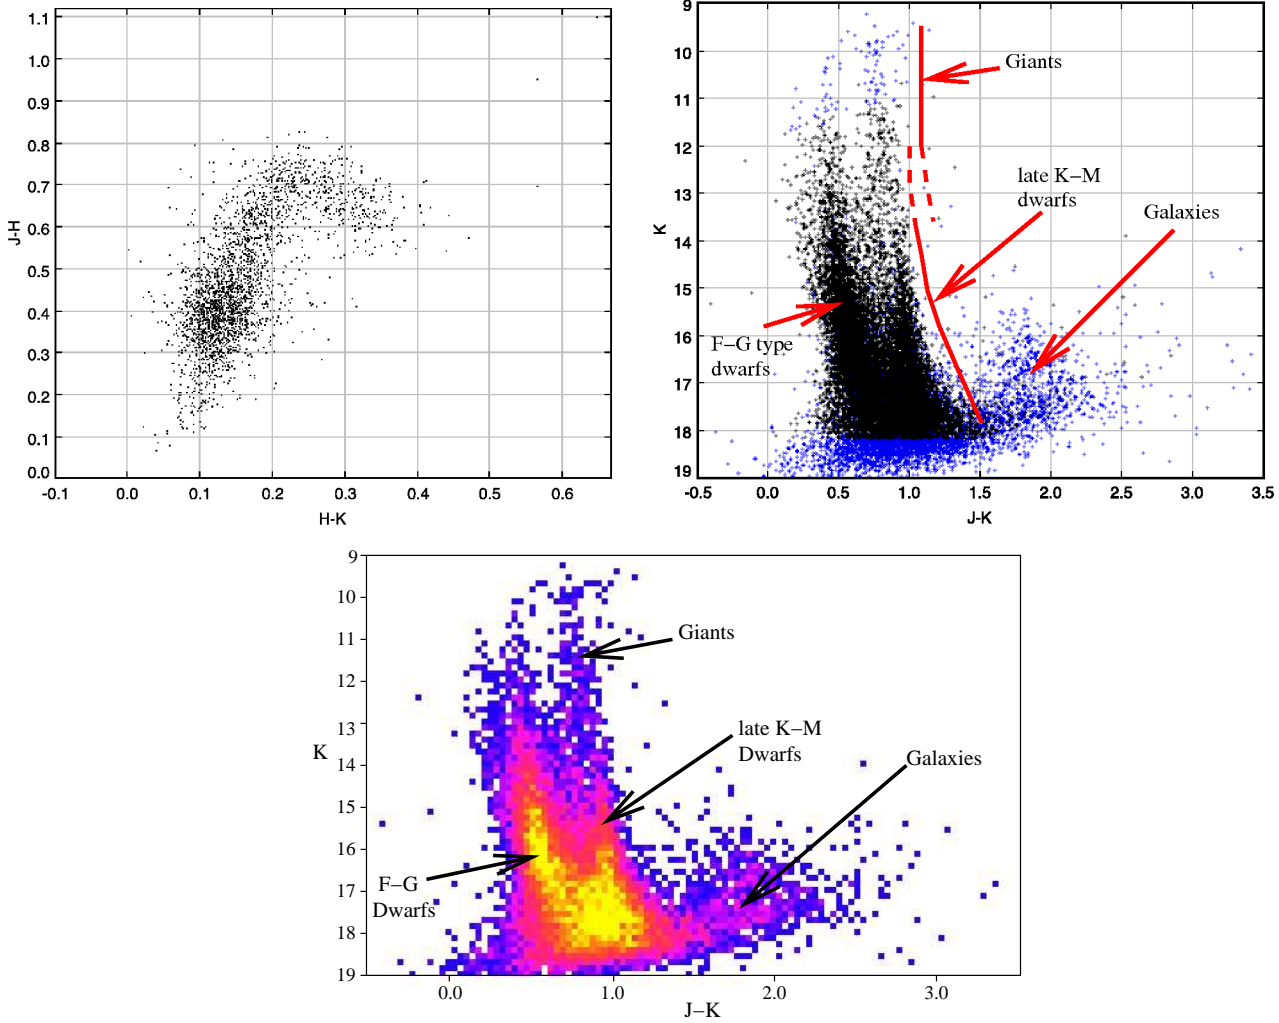 1.1
1.0
0.9
0.8
0.7
0.6
0.5
0.4
0.3
0.2
0.1
0.0
J-H
-0.1 0.0 0.1 0.2 0.3 0.4 0.5 0.6
H-K
9
10
11
12
13
14
15
16
17
18
19
K
Giants
late K–M
dwarfs
Galaxies
F–G type
dwarfs
-0.5 0.0 0.5 1.0 1.5 2.0 2.5 3.0 3.5
J-K
9
10
11
12
13
14
15
16
17
18
19
K
Giants
late K–M
Dwarfs
Galaxies
F–G
Dwarfs
0.0 1.0 2.0 3.0
J–K